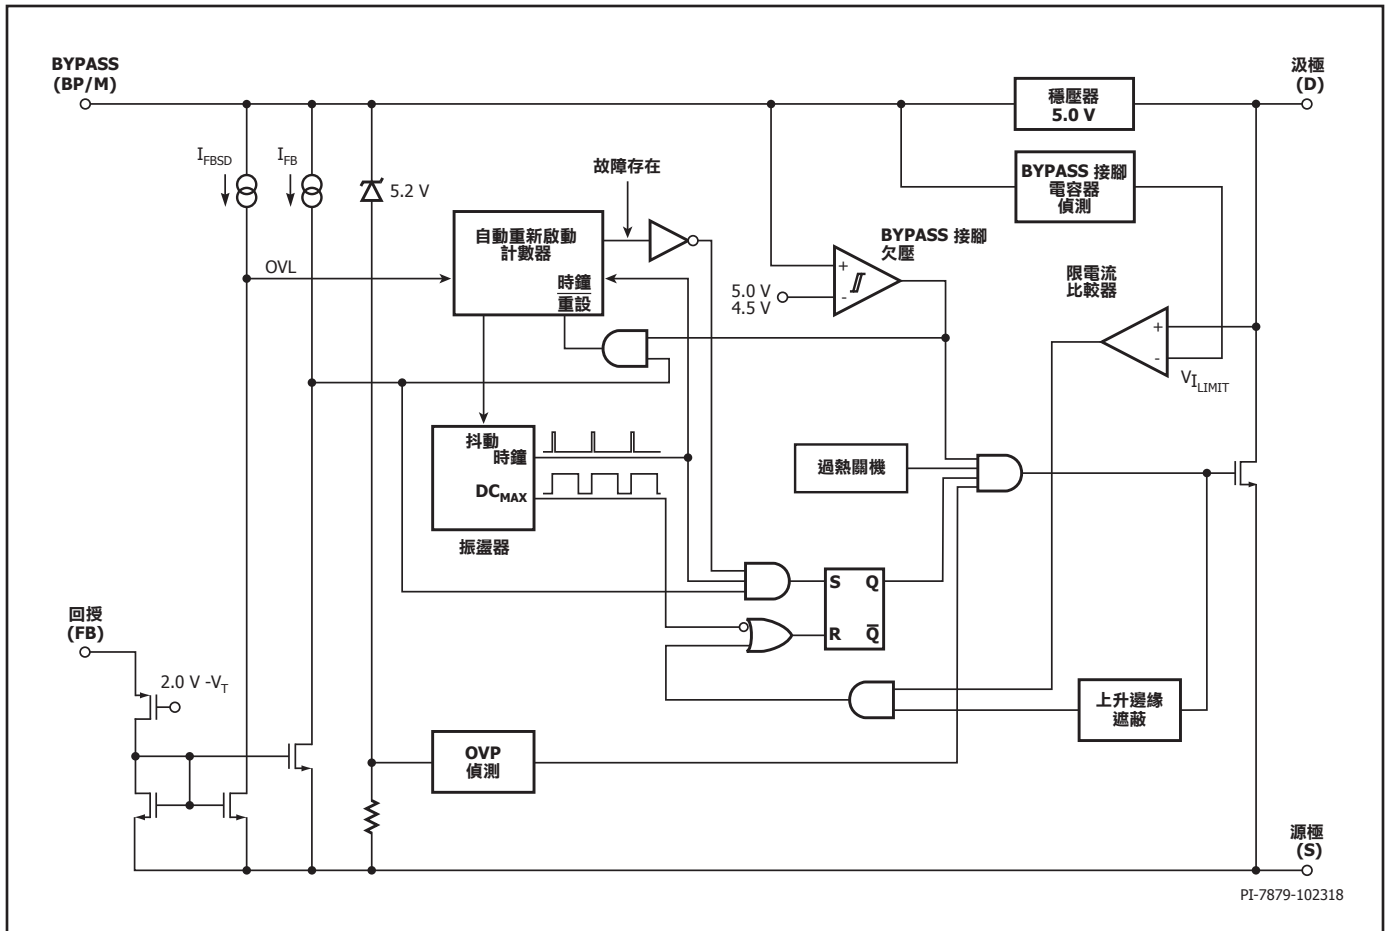 BYPASS
(BP/M)
汲極
(D)
穩壓器
5.0 V
I_FBSD
I_FB
故障存在
5.2 V
BYPASS 接腳
電容器
偵測
自動重新啟動
計數器
BYPASS 接腳
欠壓
OVL
時鐘
重設
+
-
5.0 V
4.5 V
限電流
比較器
+
-
V_I_LIMIT
抖動
時鐘
DC_MAX
過熱關機
振盪器
S Q
R Q̅
回授
(FB)
2.0 V -V_T
上升邊緣
遮蔽
OVP
偵測
源極
(S)
PI-7879-102318